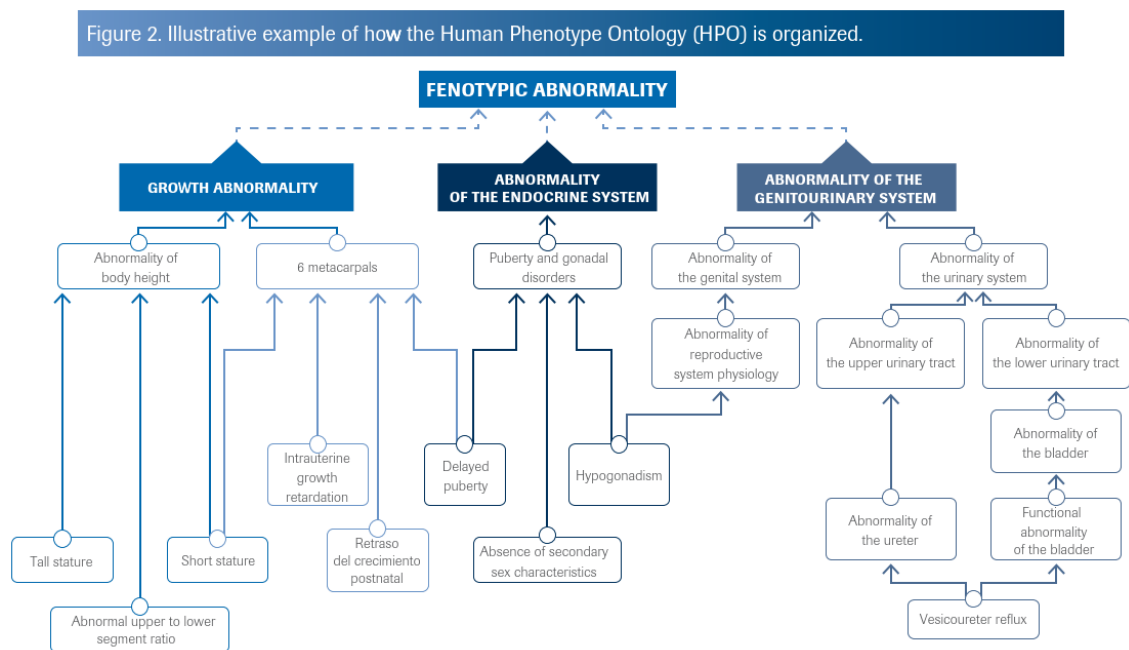 Figure 2. Illustrative example of how the Human Phenotype Ontology (HPO) is organized.
FENOTYPIC ABNORMALITY
GROWTH ABNORMALITY
ABNORMALITY
OF THE ENDOCRINE SYSTEM
ABNORMALITY OF THE
GENITOURINARY SYSTEM
Abnormality of
body height
6 metacarpals
Puberty and gonadal
disorders
Abnormality of
the genital system
Abnormality of
the urinary system
Abnormality of
reproductive
system physiology
Abnormality of
the upper urinary tract
Abnormality of
the lower urinary tract
Intrauterine
growth
retardation
Delayed
puberty
Hypogonadism
Abnormality of
the bladder
Tall stature
Short stature
Retraso
del crecimiento
postnatal
Absence of secondary
sex characteristics
Abnormality of
the ureter
Functional
abnormality
of the bladder
Abnormal upper to lower
segment ratio
Vesicoureter reflux